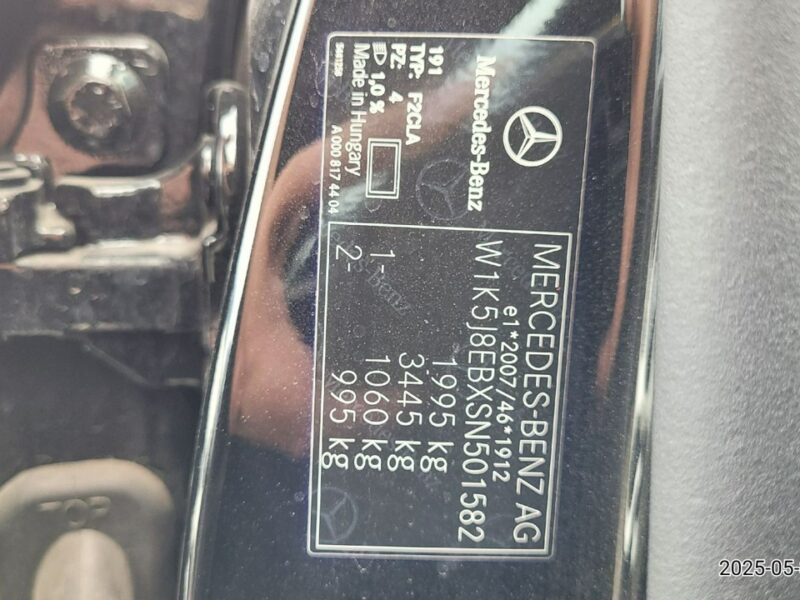 Mercedes-Benz
191
TYP: F2CLA
PZ: 4
1,0 %
Made in Hungary
A 000 817 44 04
MERCEDES-BENZ AG
e1*2007/46*1912
W1K5J8EBXSN501582
1995 kg
3445 kg
1- 1060 kg
2- 995 kg
TOP
2025-05-